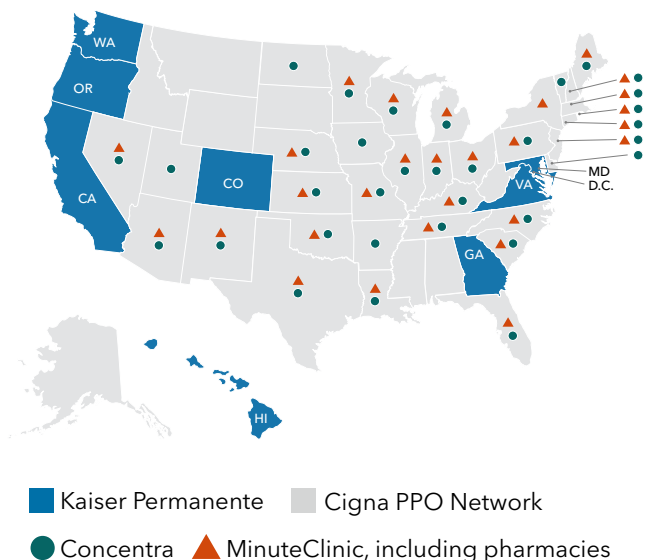 WA
OR
CA
CO
MD
VA
D.C.
GA
HI
Kaiser Permanente Cigna PPO Network
Concentra MinuteClinic, including pharmacies